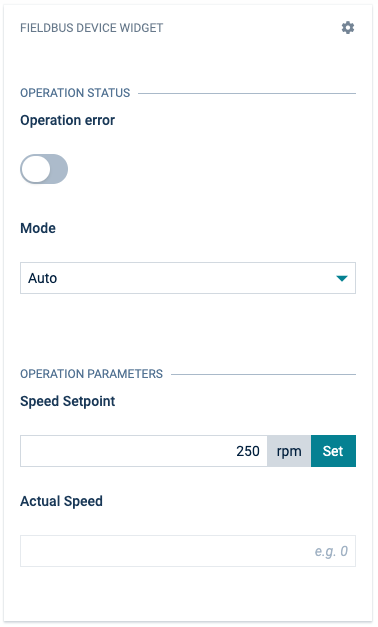 FIELDBUS DEVICE WIDGET
OPERATION STATUS
Operation error
Mode
Auto
OPERATION PARAMETERS
Speed Setpoint
250 rpm Set
Actual Speed
e.g. 0